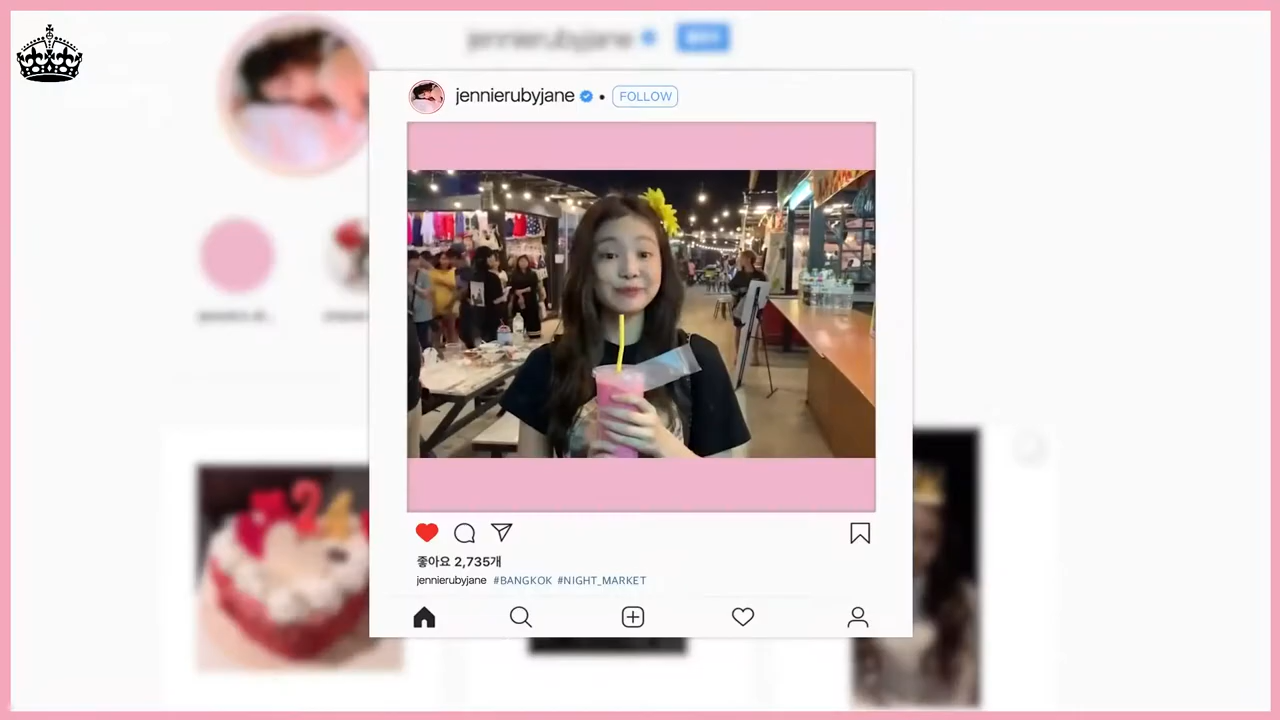 jennierubyjane • FOLLOW
좋아요 2,735개
jennierubyjane #BANGKOK #NIGHT_MARKET